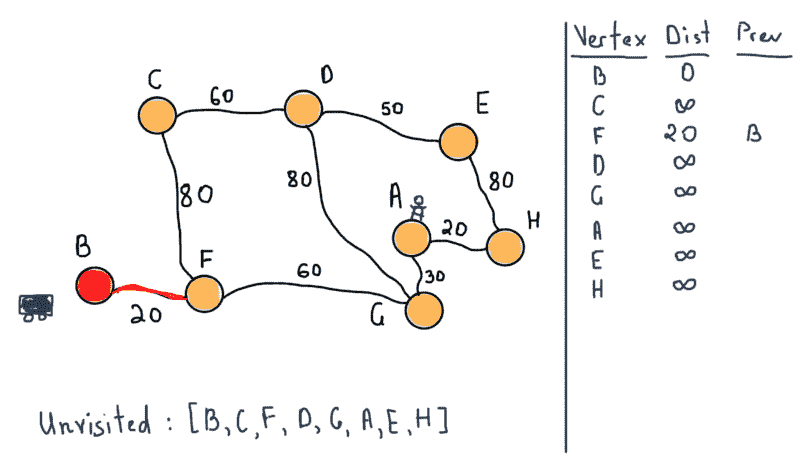 D
C
60
50
E
80
80
80
A
20
H
B
F
30
60
G
20
Unvisited : [B, C, F, D, G, A, E, H]
Vertex Dist Prev
B 0
C ∞
F 20 B
D ∞
G ∞
A ∞
E ∞
H ∞